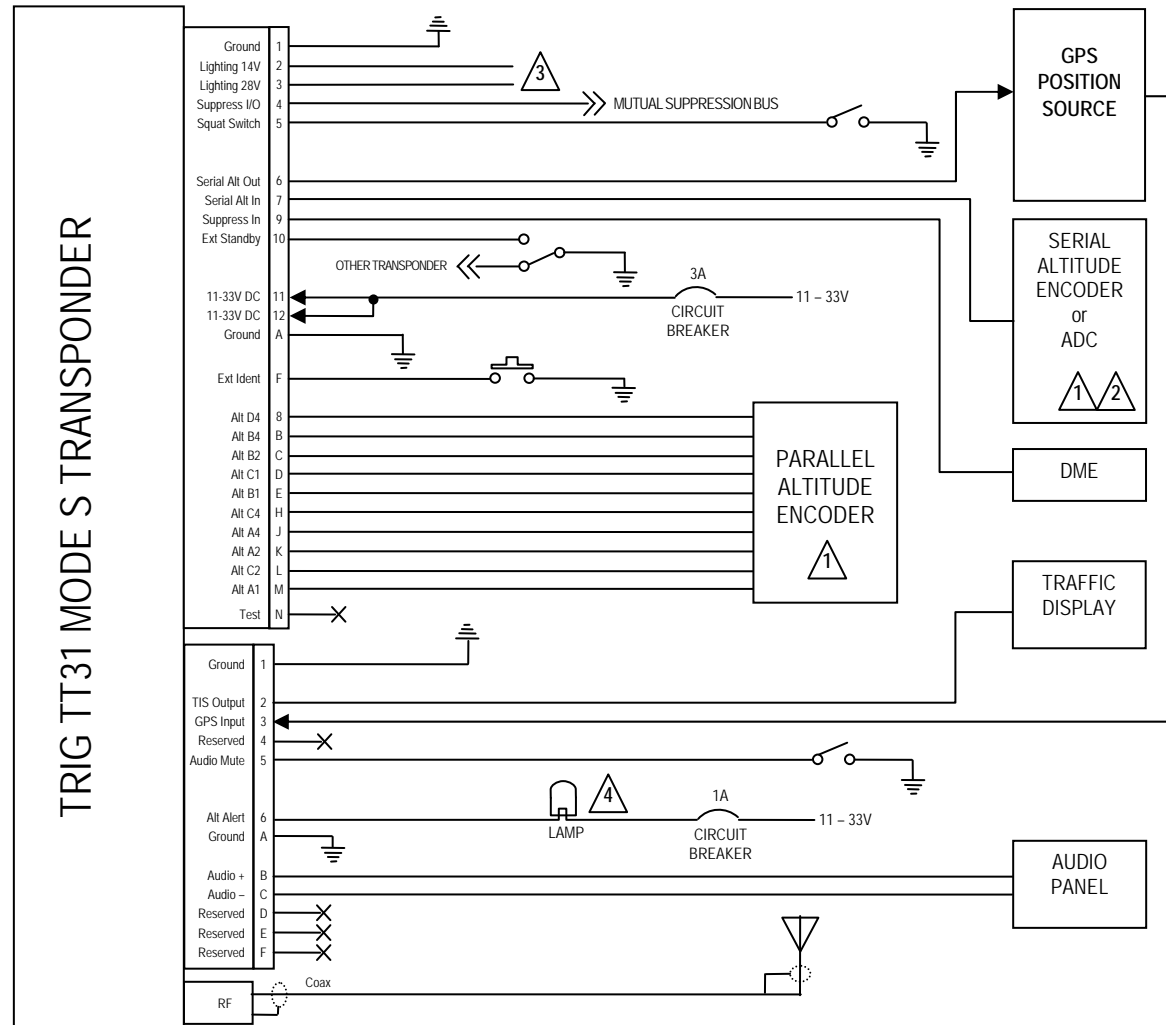 TRIG TT31 MODE S TRANSPONDER
Ground 1
Lighting 14V 2
Lighting 28V 3
3
Suppress I/O 4
MUTUAL SUPPRESSION BUS
Squat Switch 5
Serial Alt Out 6
Serial Alt In 7
Suppress In 9
Ext Standby 10
OTHER TRANSPONDER
11-33V DC 11
11-33V DC 12
3A
CIRCUIT
BREAKER
11 – 33V
Ground A
Ext Ident F
Alt D4 8
Alt B4 B
Alt B2 C
Alt C1 D
Alt B1 E
Alt C4 H
Alt A4 J
Alt A2 K
Alt C2 L
Alt A1 M
Test N
PARALLEL
ALTITUDE
ENCODER
1
GPS
POSITION
SOURCE
SERIAL
ALTITUDE
ENCODER
or
ADC
1 2
DME
TRAFFIC
DISPLAY
Ground 1
TIS Output 2
GPS Input 3
Reserved 4
Audio Mute 5
Alt Alert 6
LAMP
4
1A
CIRCUIT
BREAKER
11 – 33V
Ground A
Audio + B
Audio – C
Reserved D
Reserved E
Reserved F
AUDIO
PANEL
RF
Coax